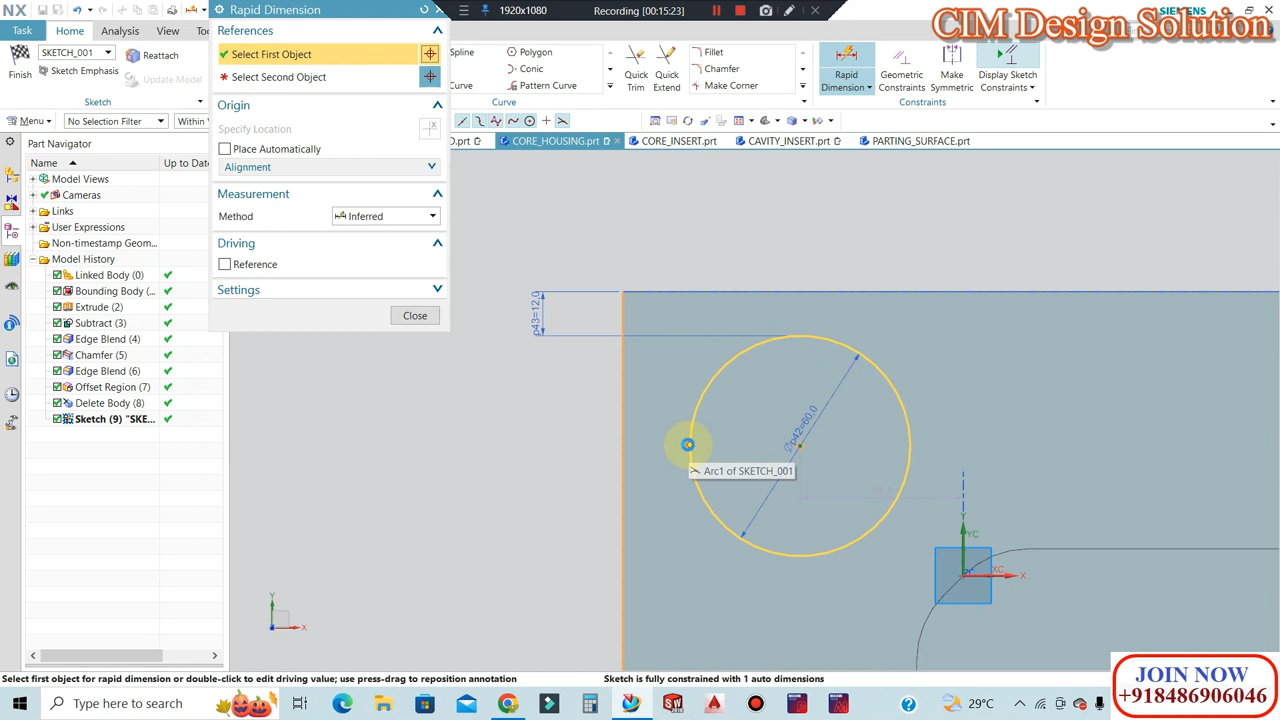 NX
Rapid Dimension
1920x1080
Recording [00:15:23]
SIEMENS
CIM Design Solution
Task
Home
Analysis
View
References
SKETCH_001
Reattach
Select First Object
Spline
Polygon
Fillet
Finish
Sketch Emphasis
Select Second Object
Conic
Chamfer
Update Model
Curve
Pattern Curve
Make Corner
Quick Trim
Quick Extend
Rapid Dimension
Geometric Constraints
Make Symmetric
Display Sketch Constraints
Sketch
Curve
Constraints
Origin
Menu
No Selection Filter
Specify Location
Part Navigator
Place Automatically
CORE_HOUSING.prt
CORE_INSERT.prt
CAVITY_INSERT.prt
PARTING_SURFACE.prt
Name
Up to Date
Alignment
Model Views
Measurement
Cameras
Links
Method
Inferred
User Expressions
Non-timestamp Geom...
Driving
Model History
Reference
Linked Body (0)
Bounding Body (...
Settings
Extrude (2)
Close
Subtract (3)
Edge Blend (4)
Chamfer (5)
Edge Blend (6)
Offset Region (7)
Delete Body (8)
Sketch (9) "SKE...
p43=12,0
Øp42=60,0
Arc1 of SKETCH_001
Y
YC
XC
X
Y
X
Select first object for rapid dimension or double-click to edit driving value; use press-drag to reposition annotation
Sketch is fully constrained with 1 auto dimensions
JOIN NOW
+918486906046
Type here to search
29°C